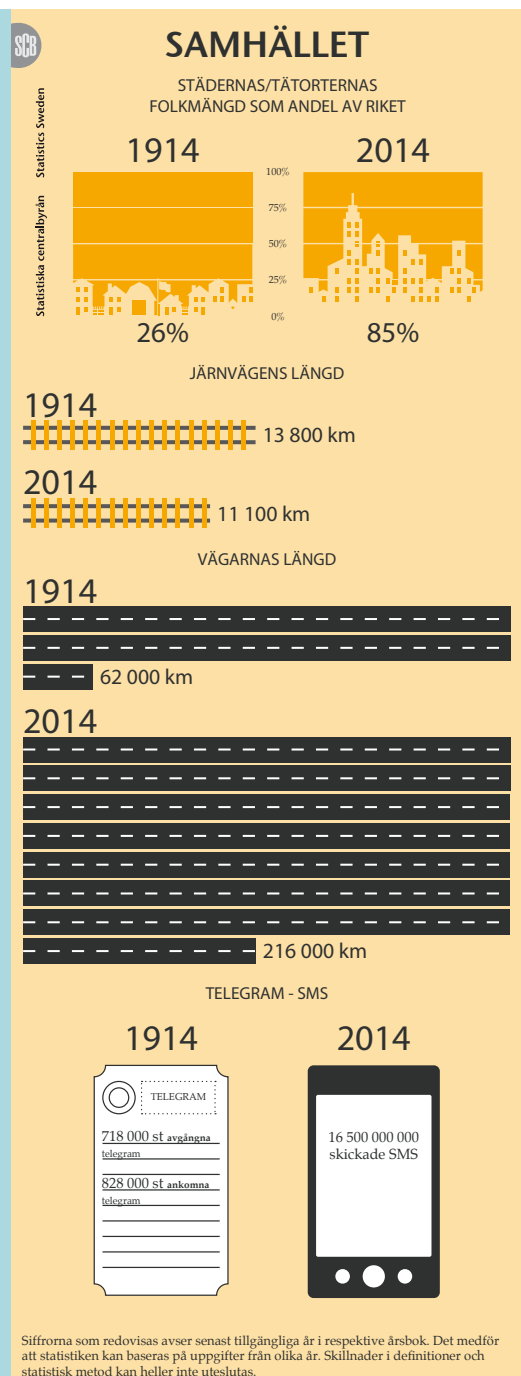 SCB
Statistiska centralbyrån Statistics Sweden
SAMHÄLLET
STÄDERNAS/TÄTORTERNAS
FOLKMÄNGD SOM ANDEL AV RIKET
1914
2014
100%
75%
50%
25%
0%
26%
85%
JÄRNVÄGENS LÄNGD
1914
13 800 km
2014
11 100 km
VÄGARNAS LÄNGD
1914
62 000 km
2014
216 000 km
TELEGRAM - SMS
1914
2014
TELEGRAM
718 000 st avgångna
telegram
828 000 st ankomna
telegram
16 500 000 000
skickade SMS
Siffrorna som redovisas avser senast tillgängliga år i respektive årsbok. Det medför
att statistiken kan baseras på uppgifter från olika år. Skillnader i definitioner och
statistisk metod kan heller inte uteslutas.